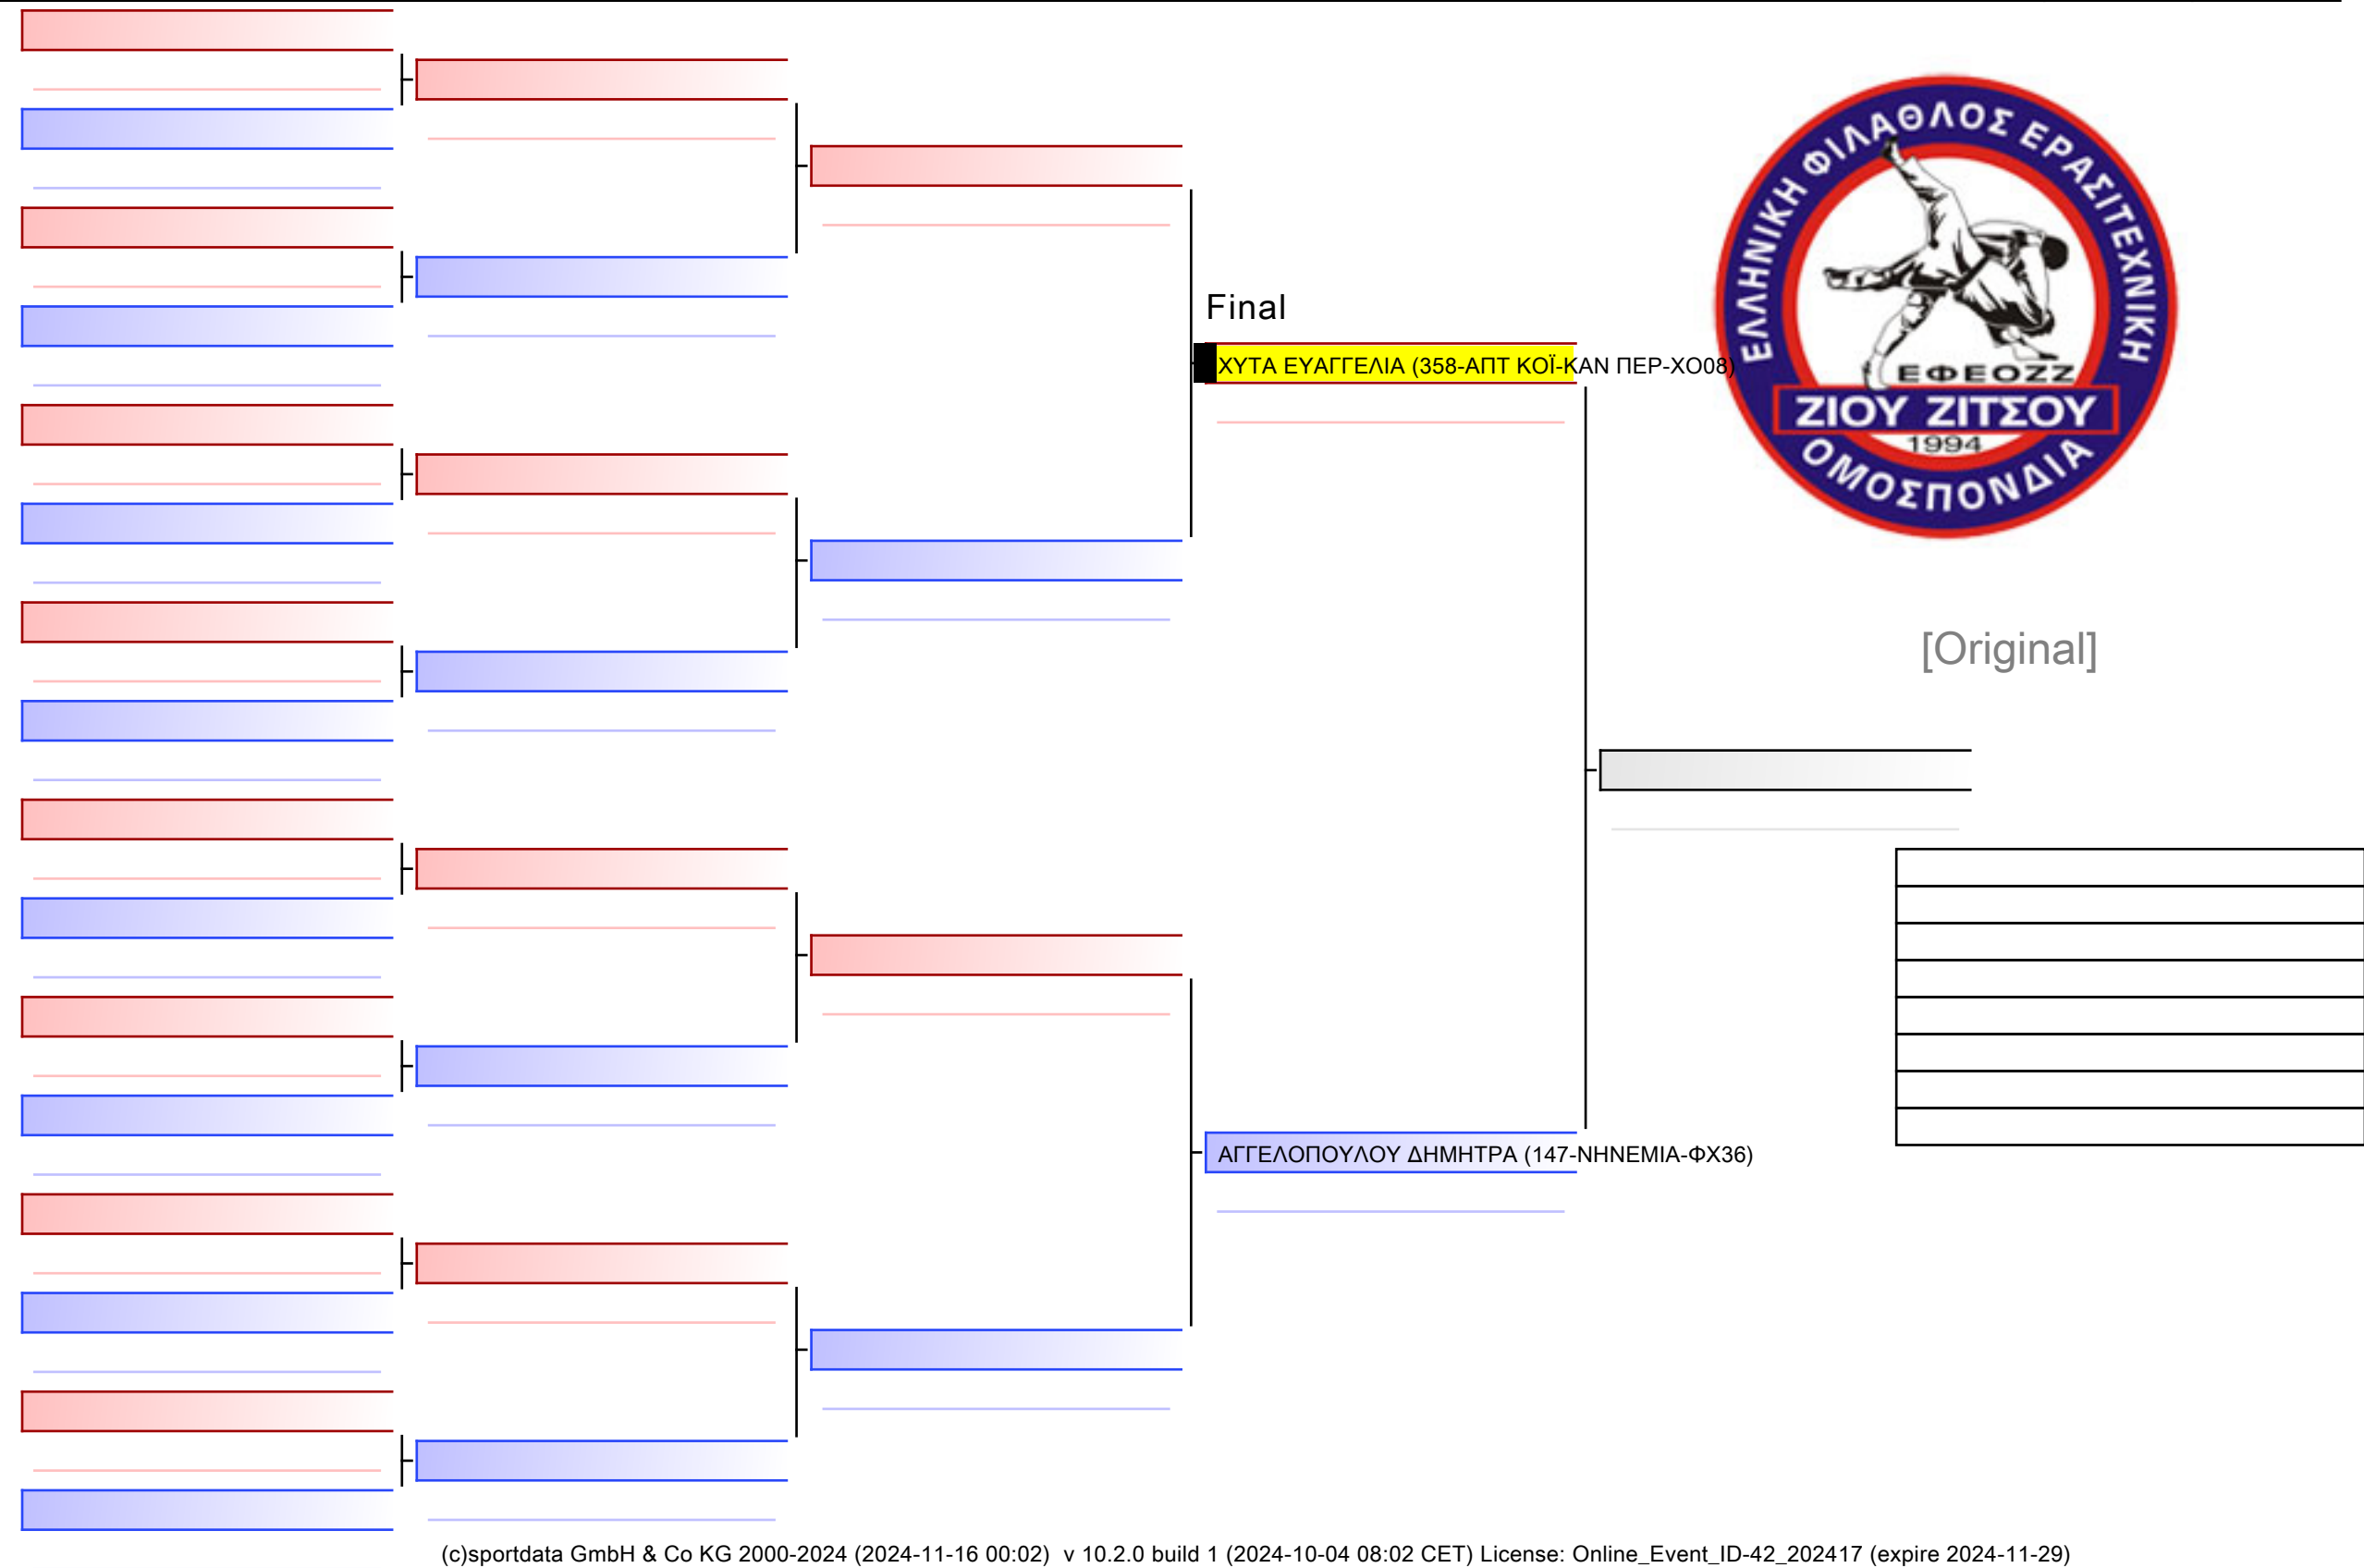 ΕΛΛΗΝΙΚΗ ΦΙΛΑΘΛΟΣ ΕΡΑΣΙΤΕΧΝΙΚΗ
Final
ΧΥΤΑ ΕΥΑΓΓΕΛΙΑ (358-ΑΠΤ ΚΟΪ-ΚΑΝ ΠΕΡ-ΧΟ08)
ΕΦΕΟΖΖ
ΖΙΟΥ ΖΙΤΣΟΥ
1994
ΟΜΟΣΠΟΝΔΙΑ
[Original]
ΑΓΓΕΛΟΠΟΥΛΟΥ ΔΗΜΗΤΡΑ (147-ΝΗΝΕΜΙΑ-ΦΧ36)
(c)sportdata GmbH & Co KG 2000-2024 (2024-11-16 00:02) v 10.2.0 build 1 (2024-10-04 08:02 CET) License: Online_Event_ID-42_202417 (expire 2024-11-29)